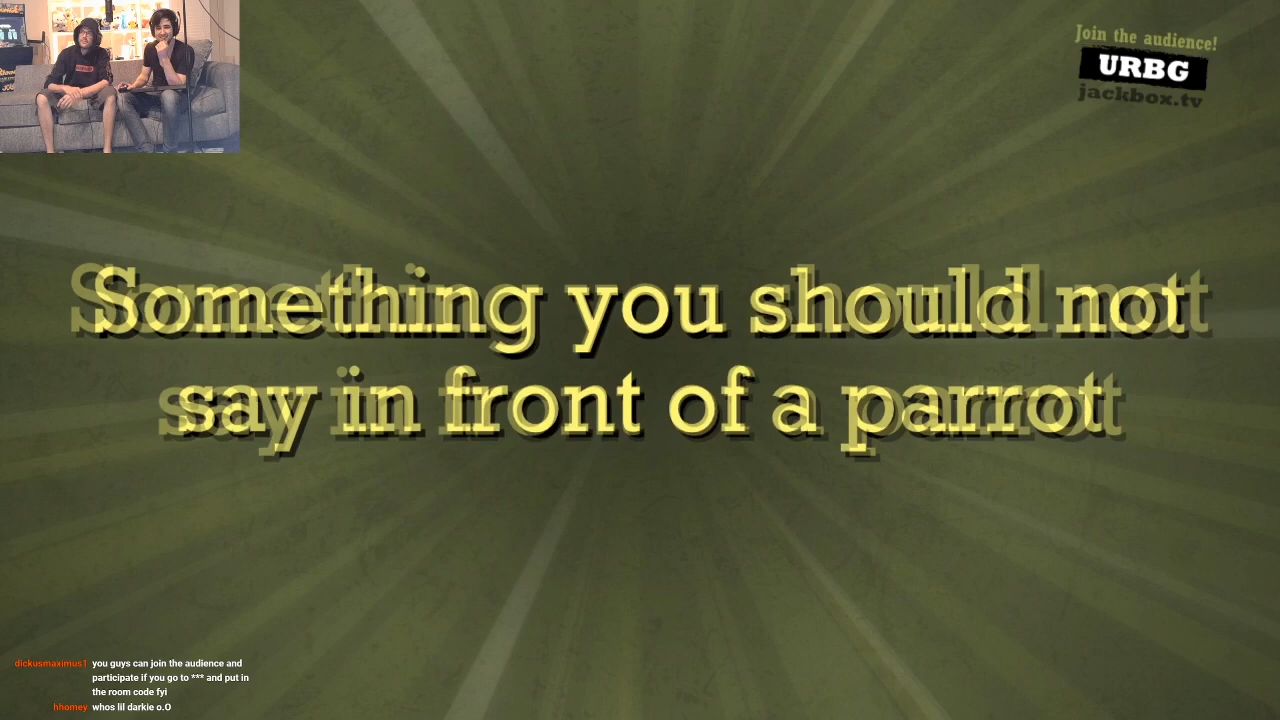 Join the audience!
URBG
jackbox.tv
Something you should not
say in front of a parrot
dickusmaximus1 you guys can join the audience and
participate if you go to *** and put in
the room code fyi
hhorney whos lil darkie o.O